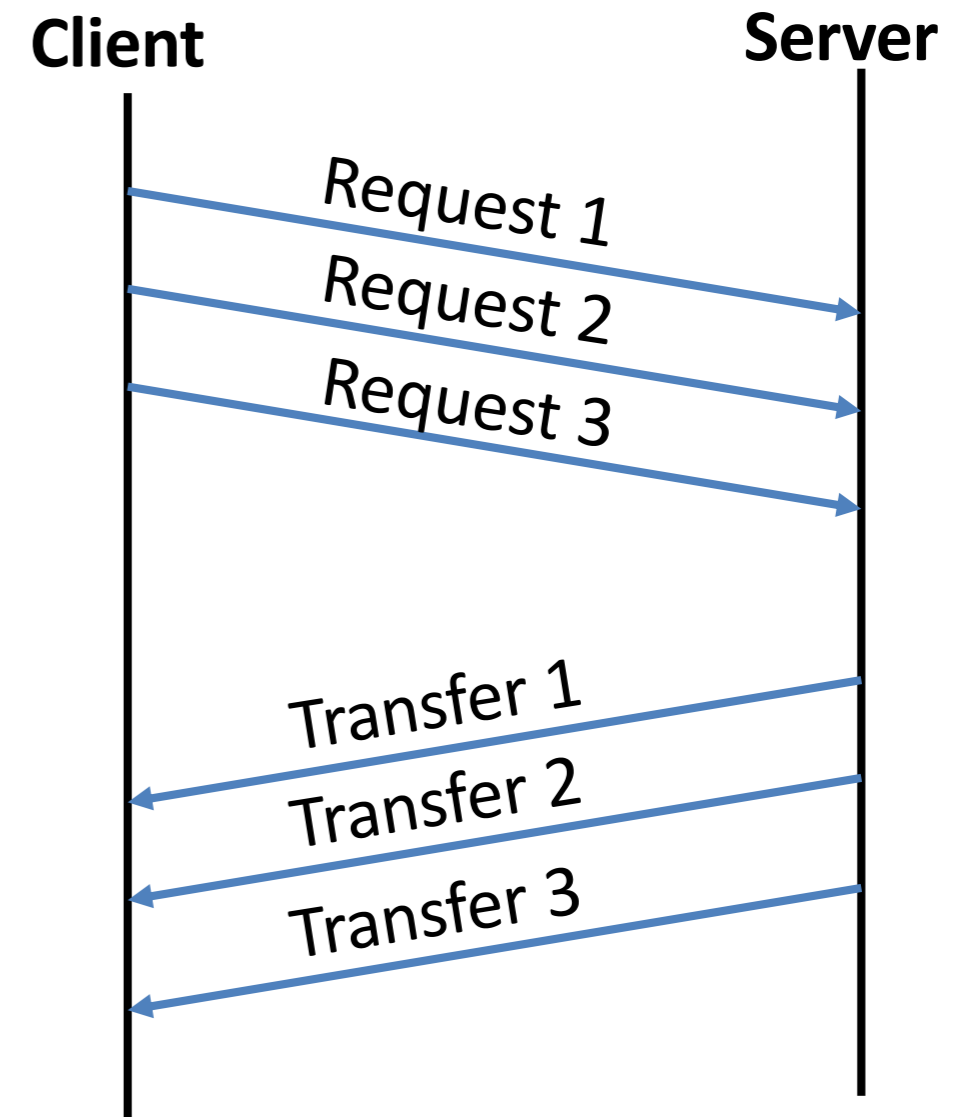 Client
Server
Request 1
Request 2
Request 3
Transfer 1
Transfer 2
Transfer 3